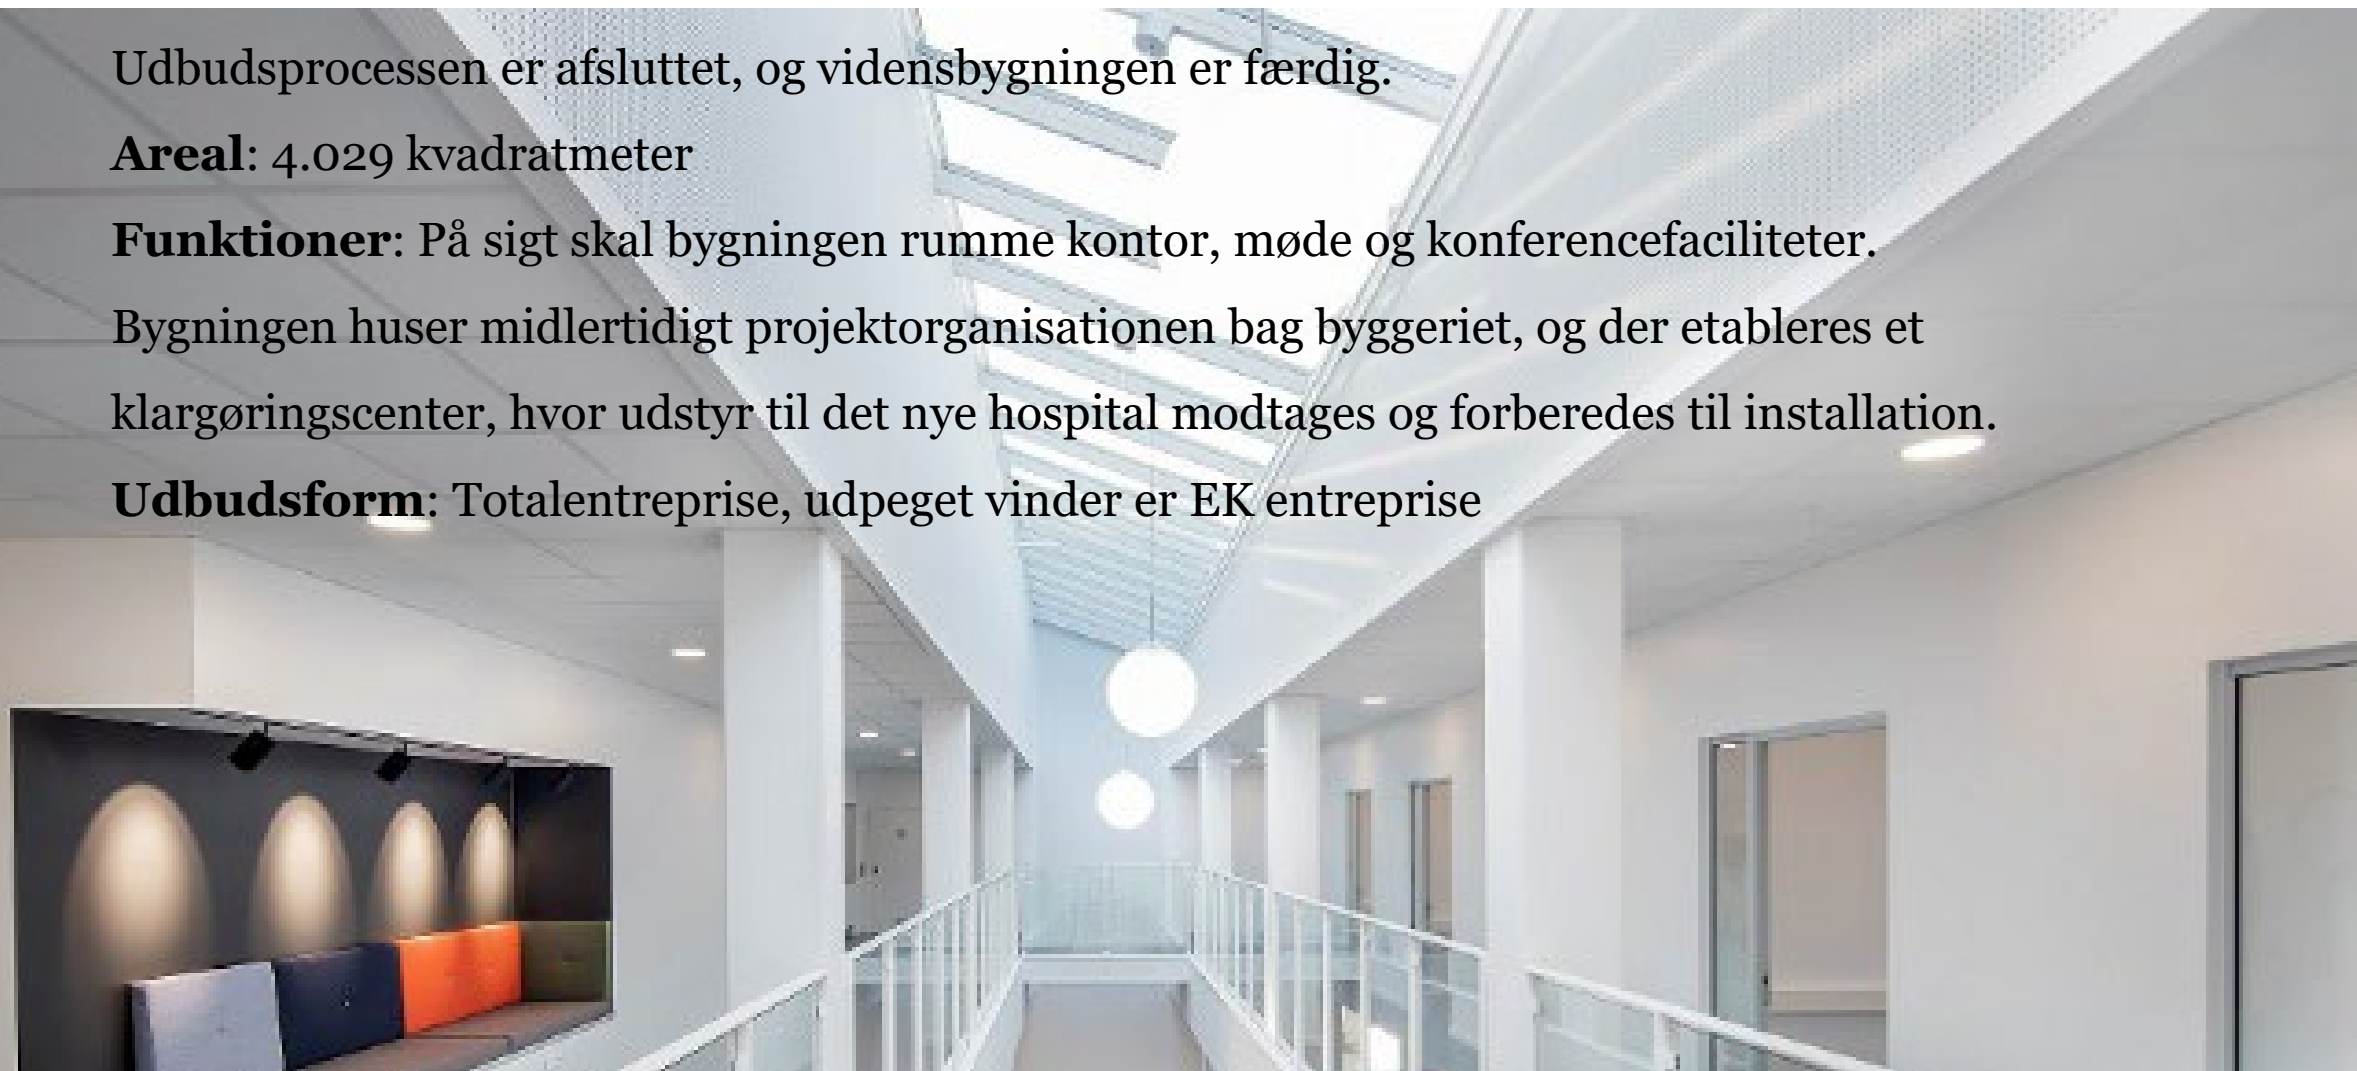 Udbudsprocessen er afsluttet, og vidensbygningen er færdig.
Areal: 4.029 kvadratmeter
Funktioner: På sigt skal bygningen rumme kontor, møde og konferencefaciliteter.
Bygningen huser midlertidigt projektorganisationen bag byggeriet, og der etableres et
klargøringscenter, hvor udstyr til det nye hospital modtages og forberedes til installation.
Udbudsform: Totalentreprise, udpeget vinder er EK entreprise